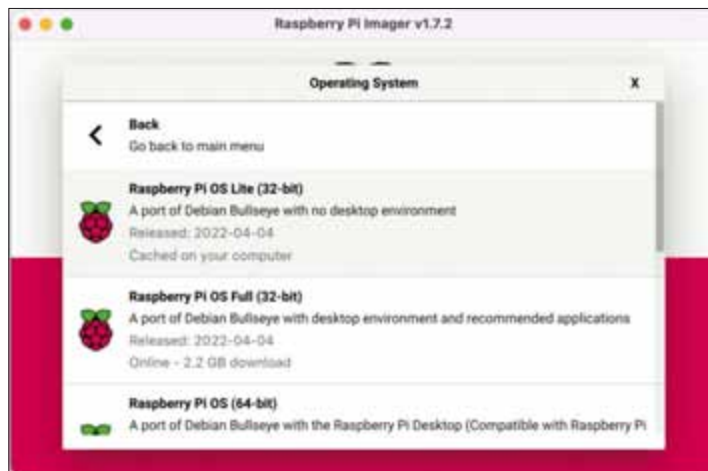 Raspberry Pi Imager v1.7.2
Operating System
X
Back
Go back to main menu
Raspberry Pi OS Lite (32-bit)
A port of Debian Bullseye with no desktop environment
Released: 2022-04-04
Cached on your computer
Raspberry Pi OS Full (32-bit)
A port of Debian Bullseye with desktop environment and recommended applications
Released: 2022-04-04
Online - 2.2 GB download
Raspberry Pi OS (64-bit)
A port of Debian Bullseye with the Raspberry Pi Desktop (Compatible with Raspberry Pi